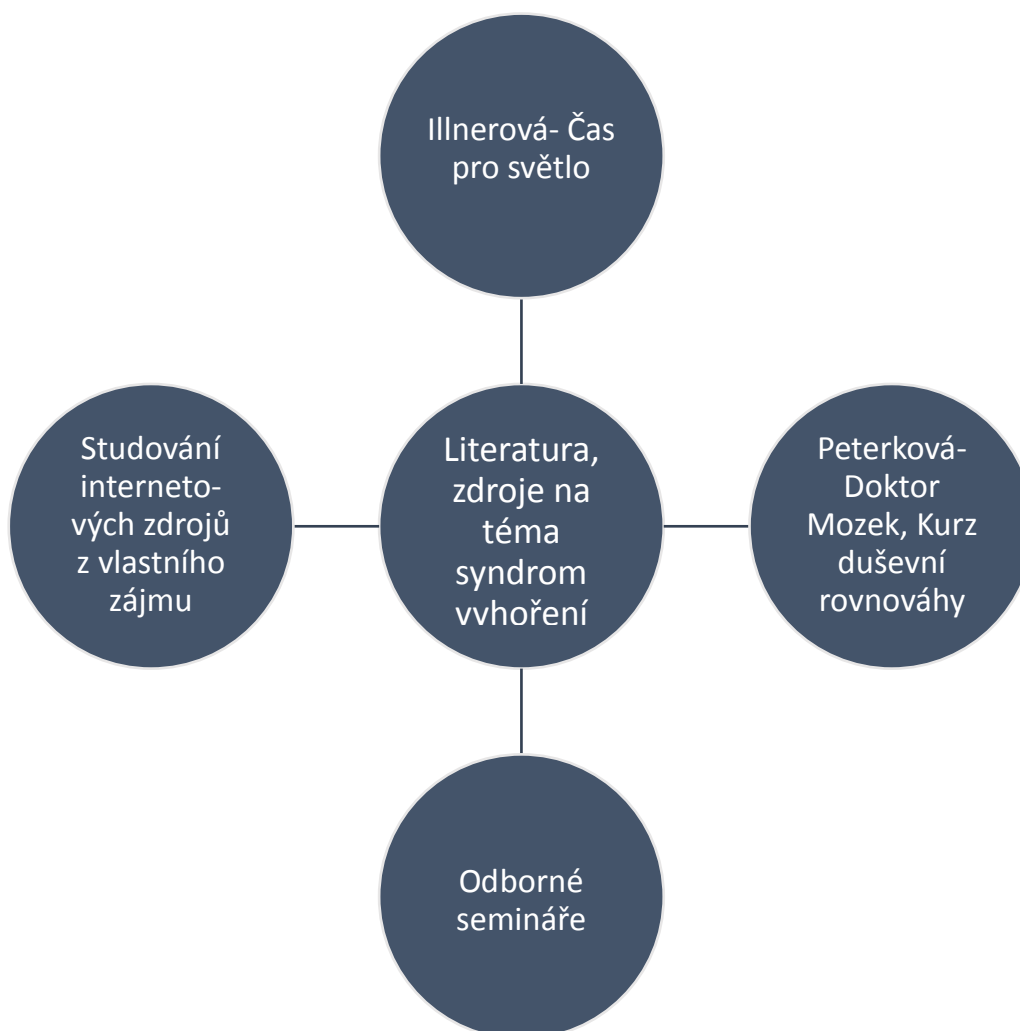 Illnerová- Čas
pro světlo
Studování
interneto-
vých zdrojů
z vlastního
zájmu
Literatura,
zdroje na
téma
syndrom
vyhoření
Peterková-
Doktor
Mozek, Kurz
duševní
rovnováhy
Odborné
semináře